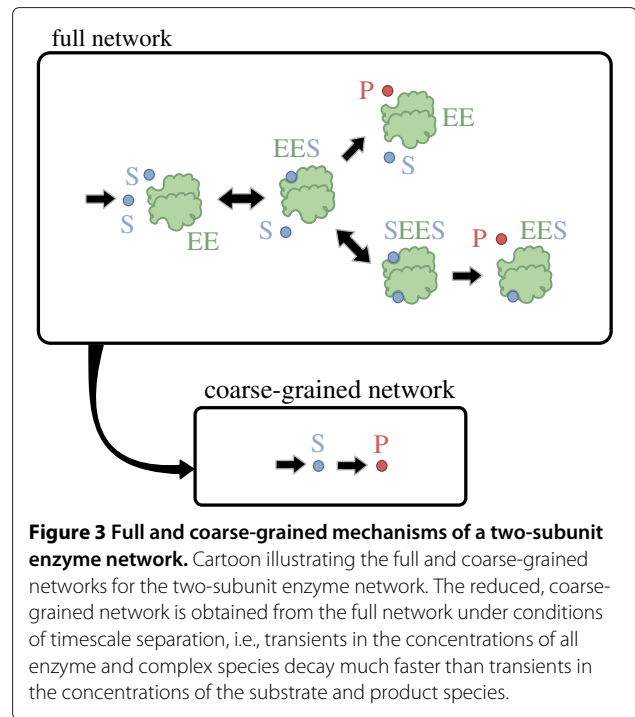 full network
P
EE
S
EES
S
S
EE
S
SEES
P
EES
coarse-grained network
S
P
Figure 3 Full and coarse-grained mechanisms of a two-subunit
enzyme network. Cartoon illustrating the full and coarse-grained
networks for the two-subunit enzyme network. The reduced, coarse-
grained network is obtained from the full network under conditions
of timescale separation, i.e., transients in the concentrations of all
enzyme and complex species decay much faster than transients in
the concentrations of the substrate and product species.